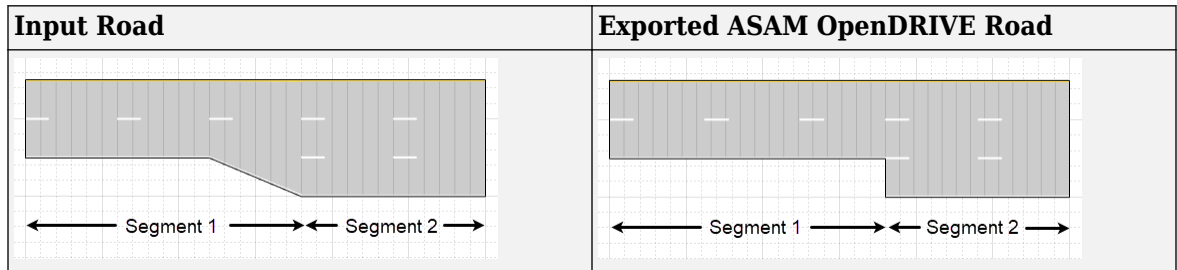 Input Road
Exported ASAM OpenDRIVE Road
Segment 1
Segment 2
Segment 1
Segment 2